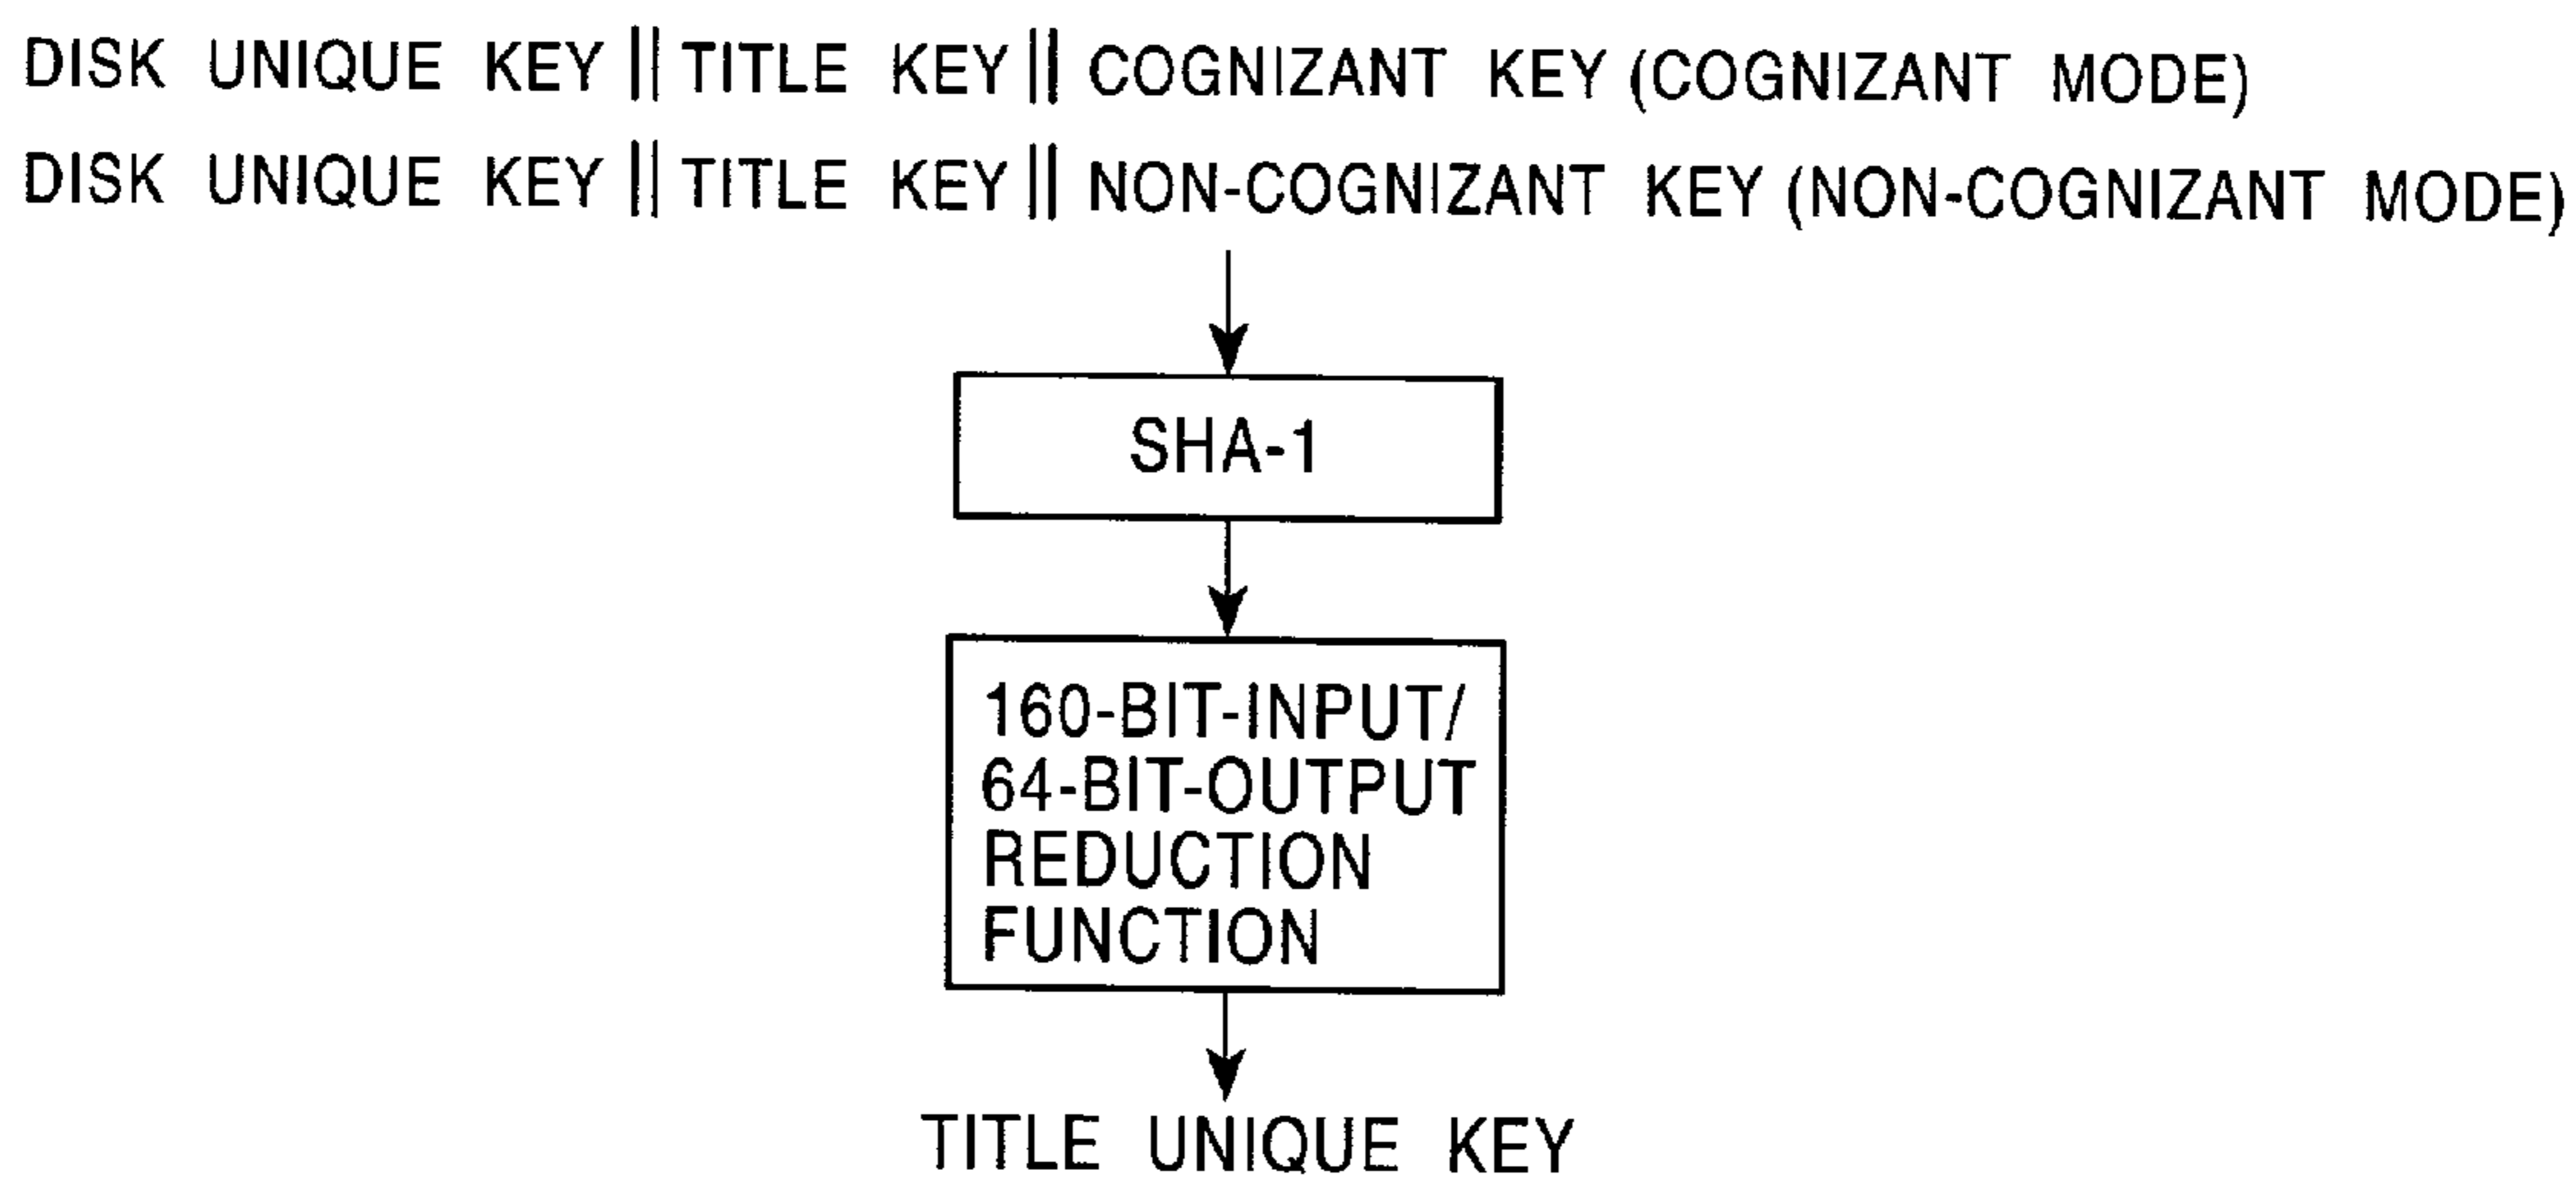 DISK UNIQUE KEY || TITLE KEY || COGNIZANT KEY (COGNIZANT MODE)
DISK UNIQUE KEY || TITLE KEY || NON-COGNIZANT KEY (NON-COGNIZANT MODE)
SHA-1
160-BIT-INPUT/
64-BIT-OUTPUT
REDUCTION
FUNCTION
TITLE UNIQUE KEY